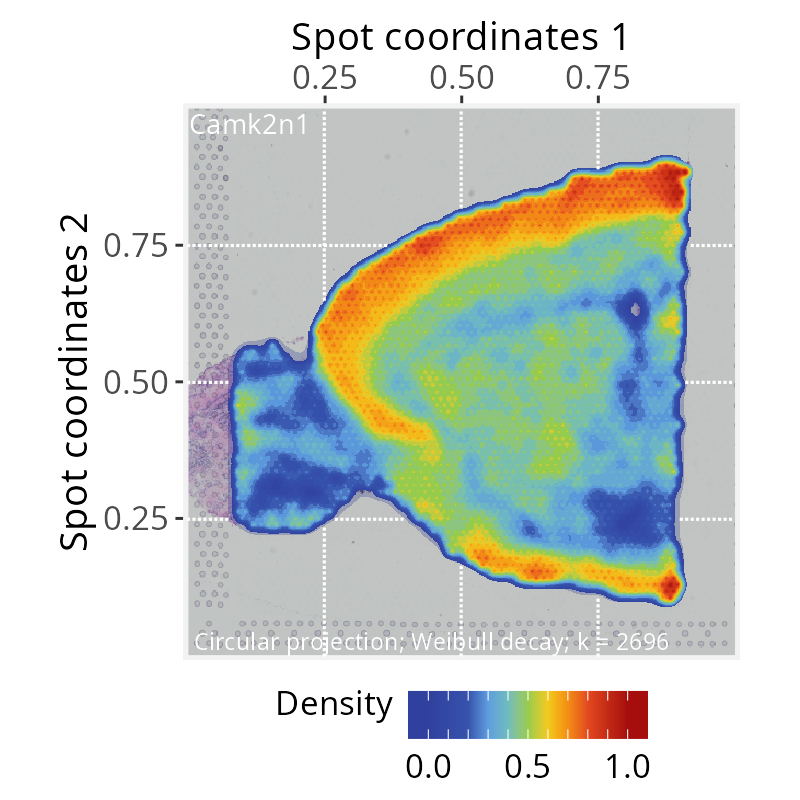 Spot coordinates 1
0.25 0.50 0.75
Camk2n1
Spot coordinates 2
0.75
0.50
0.25
Circular projection; Weibull decay; k = 2696
Density
0.0 0.5 1.0